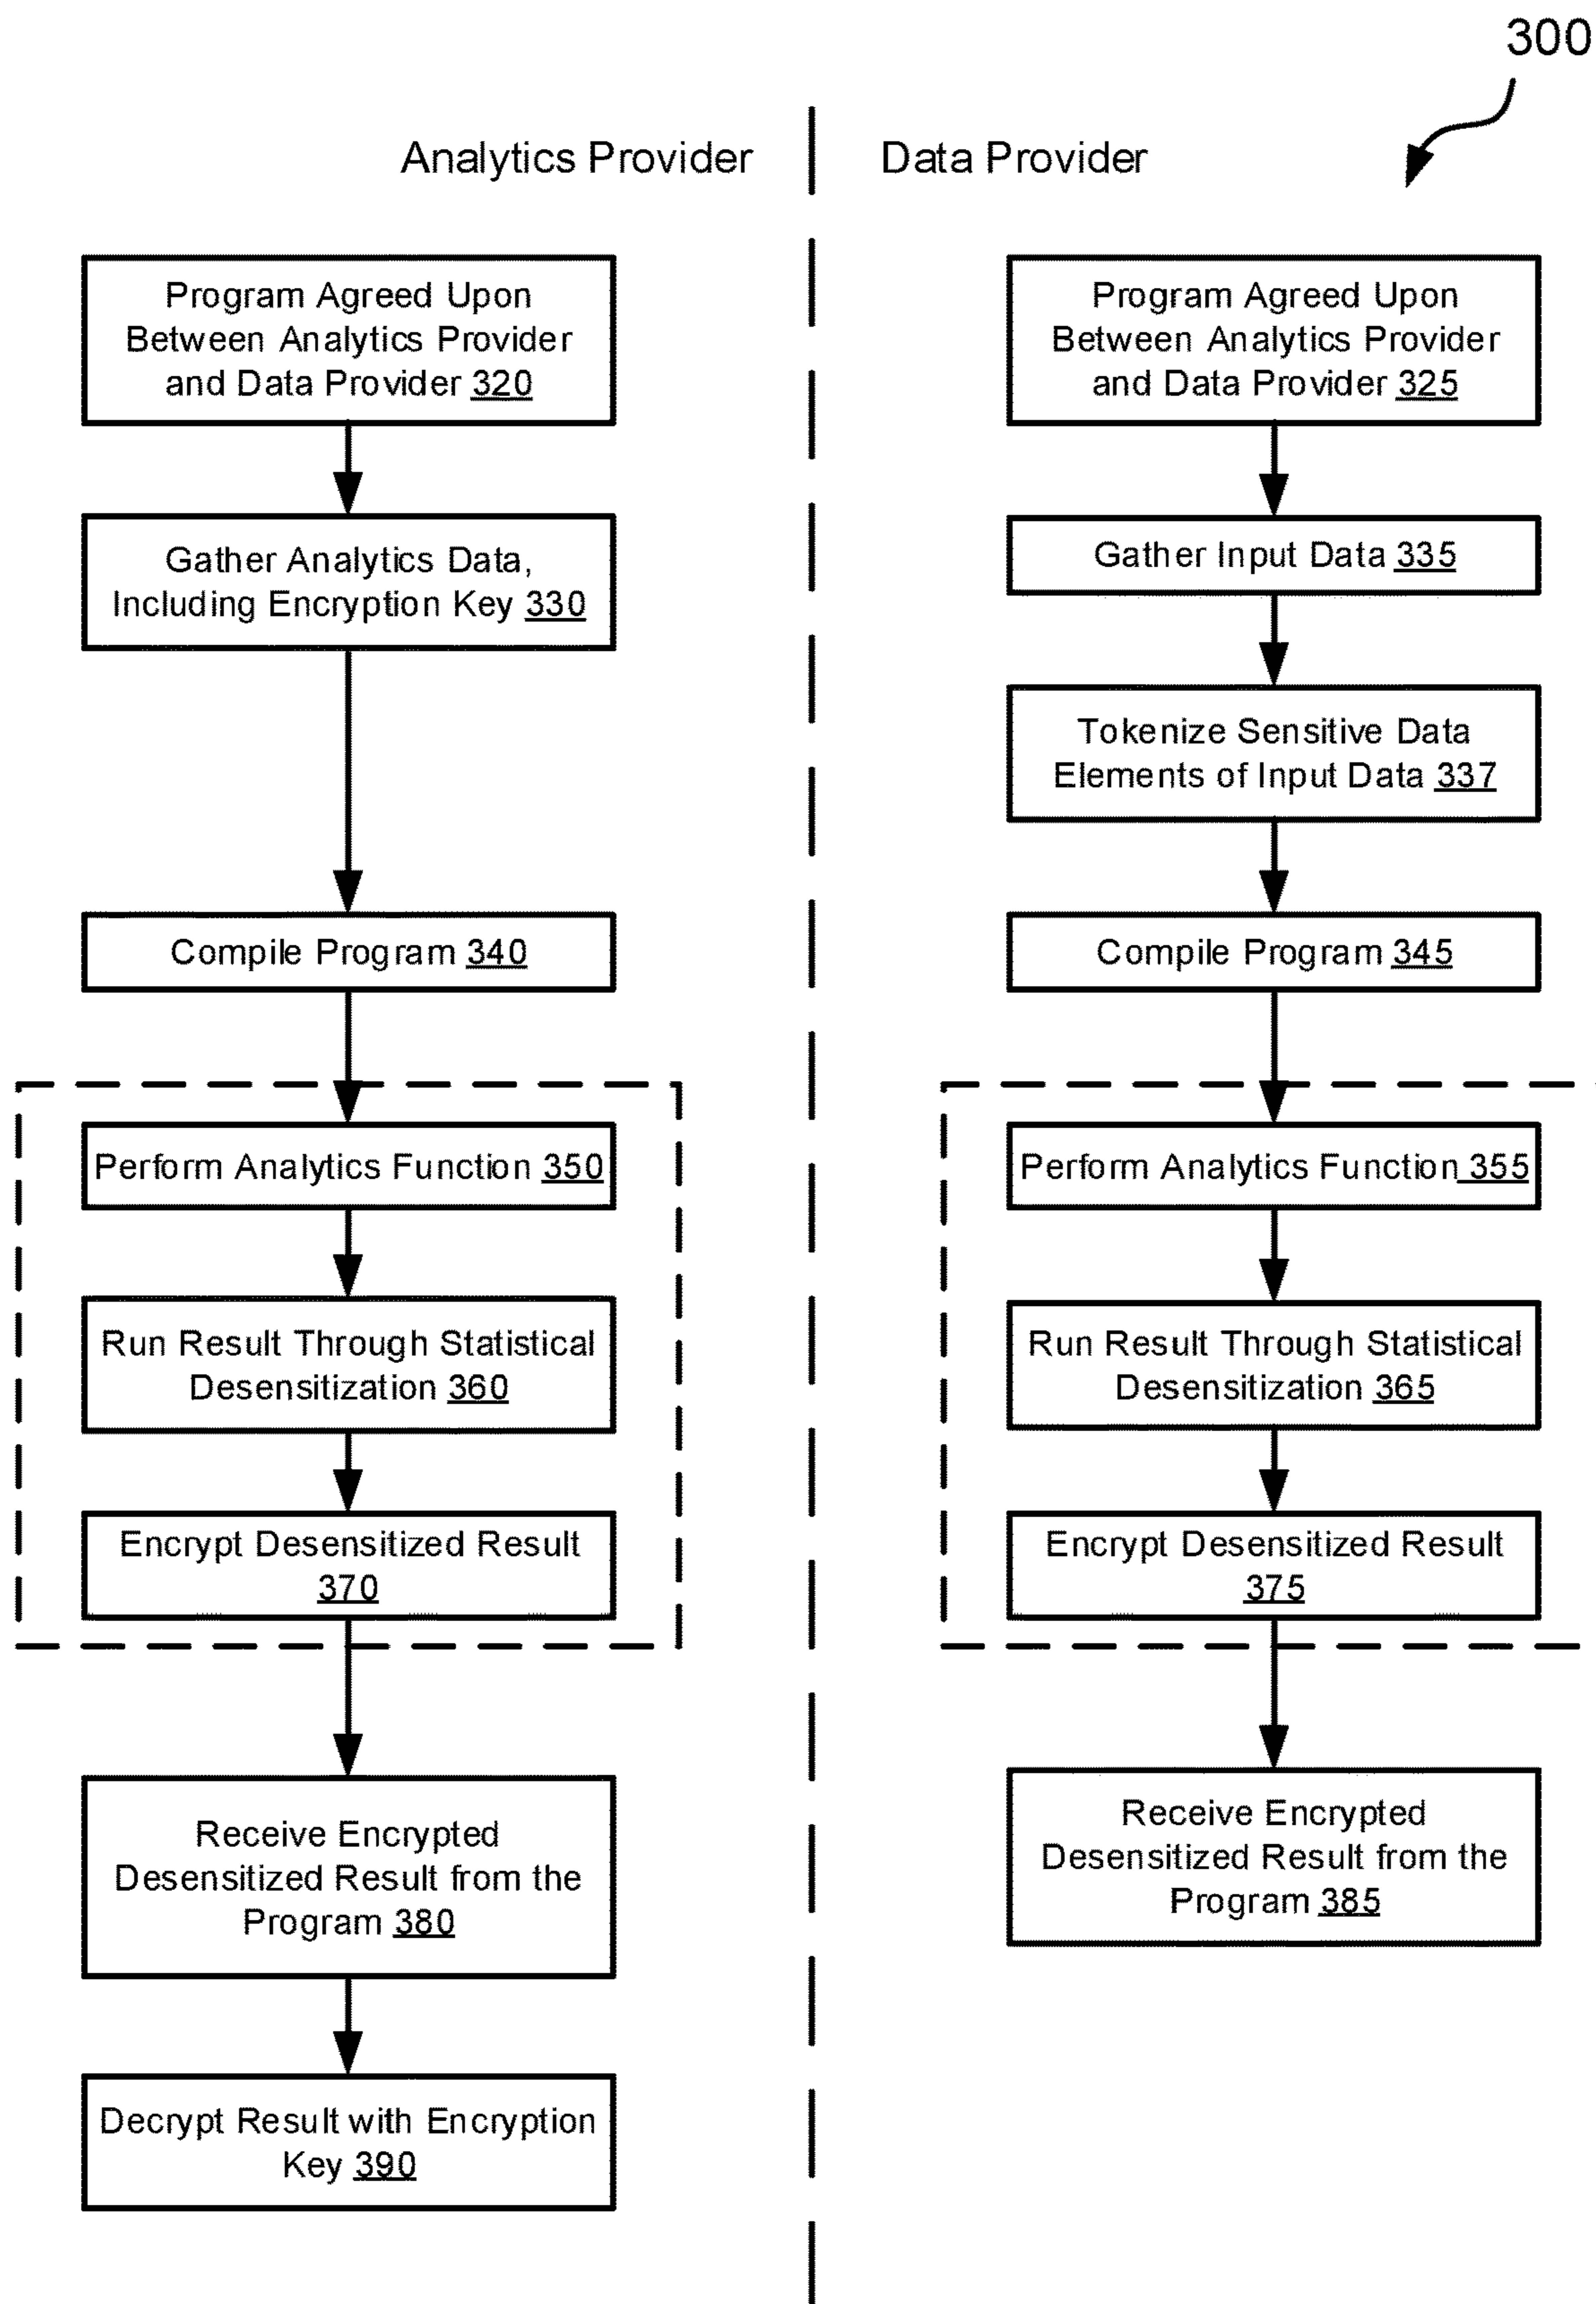 300
Analytics Provider
Data Provider
Program Agreed Upon
Between Analytics Provider
and Data Provider 320
Gather Analytics Data,
Including Encryption Key 330
Compile Program 340
Perform Analytics Function 350
Run Result Through Statistical
Desensitization 360
Encrypt Desensitized Result
370
Receive Encrypted
Desensitized Result from the
Program 380
Decrypt Result with Encryption
Key 390
Program Agreed Upon
Between Analytics Provider
and Data Provider 325
Gather Input Data 335
Tokenize Sensitive Data
Elements of Input Data 337
Compile Program 345
Perform Analytics Function 355
Run Result Through Statistical
Desensitization 365
Encrypt Desensitized Result
375
Receive Encrypted
Desensitized Result from the
Program 385